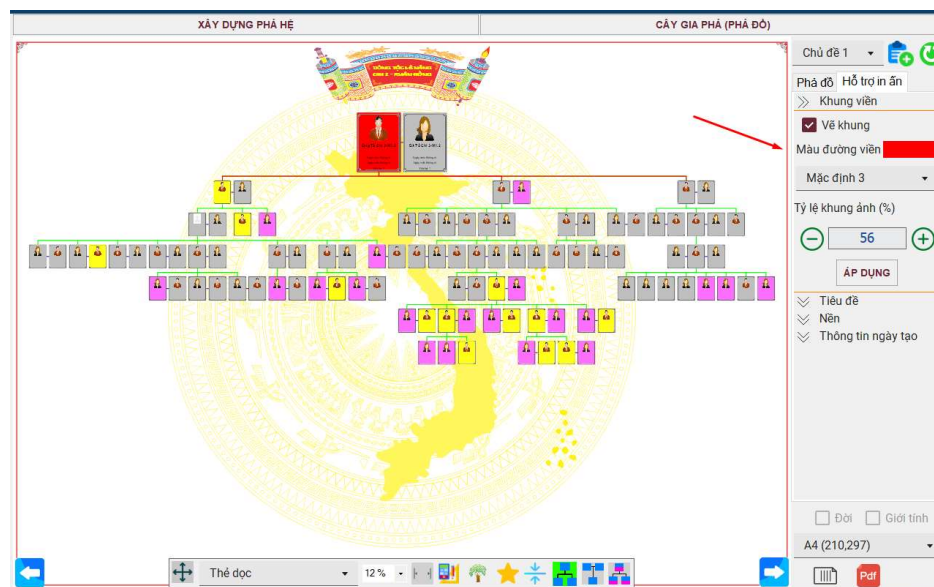 XÂY DỰNG PHẢ HỆ
CÂY GIA PHẢ (PHẢ ĐỒ)
Chủ đề 1
Phả đồ
Hỗ trợ in ấn
Khung viền
Vẽ khung
Màu đường viền
Mặc định 3
Tỷ lệ khung ảnh (%)
56
ÁP DỤNG
Tiêu đề
Nền
Thông tin ngày tạo
Đời
Giới tính
A4 (210,297)
Thẻ dọc
12 %
Pdf